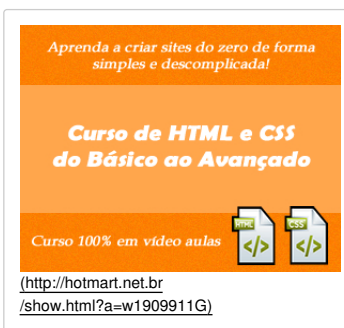 Aprenda a criar sites do zero de forma
simples e descomplicada!
Curso de HTML e CSS
do Básico ao Avançado
HTML
</>
CSS
</>
Curso 100% em vídeo aulas
(http://hotmart.net.br
/show.html?a=w1909911G)